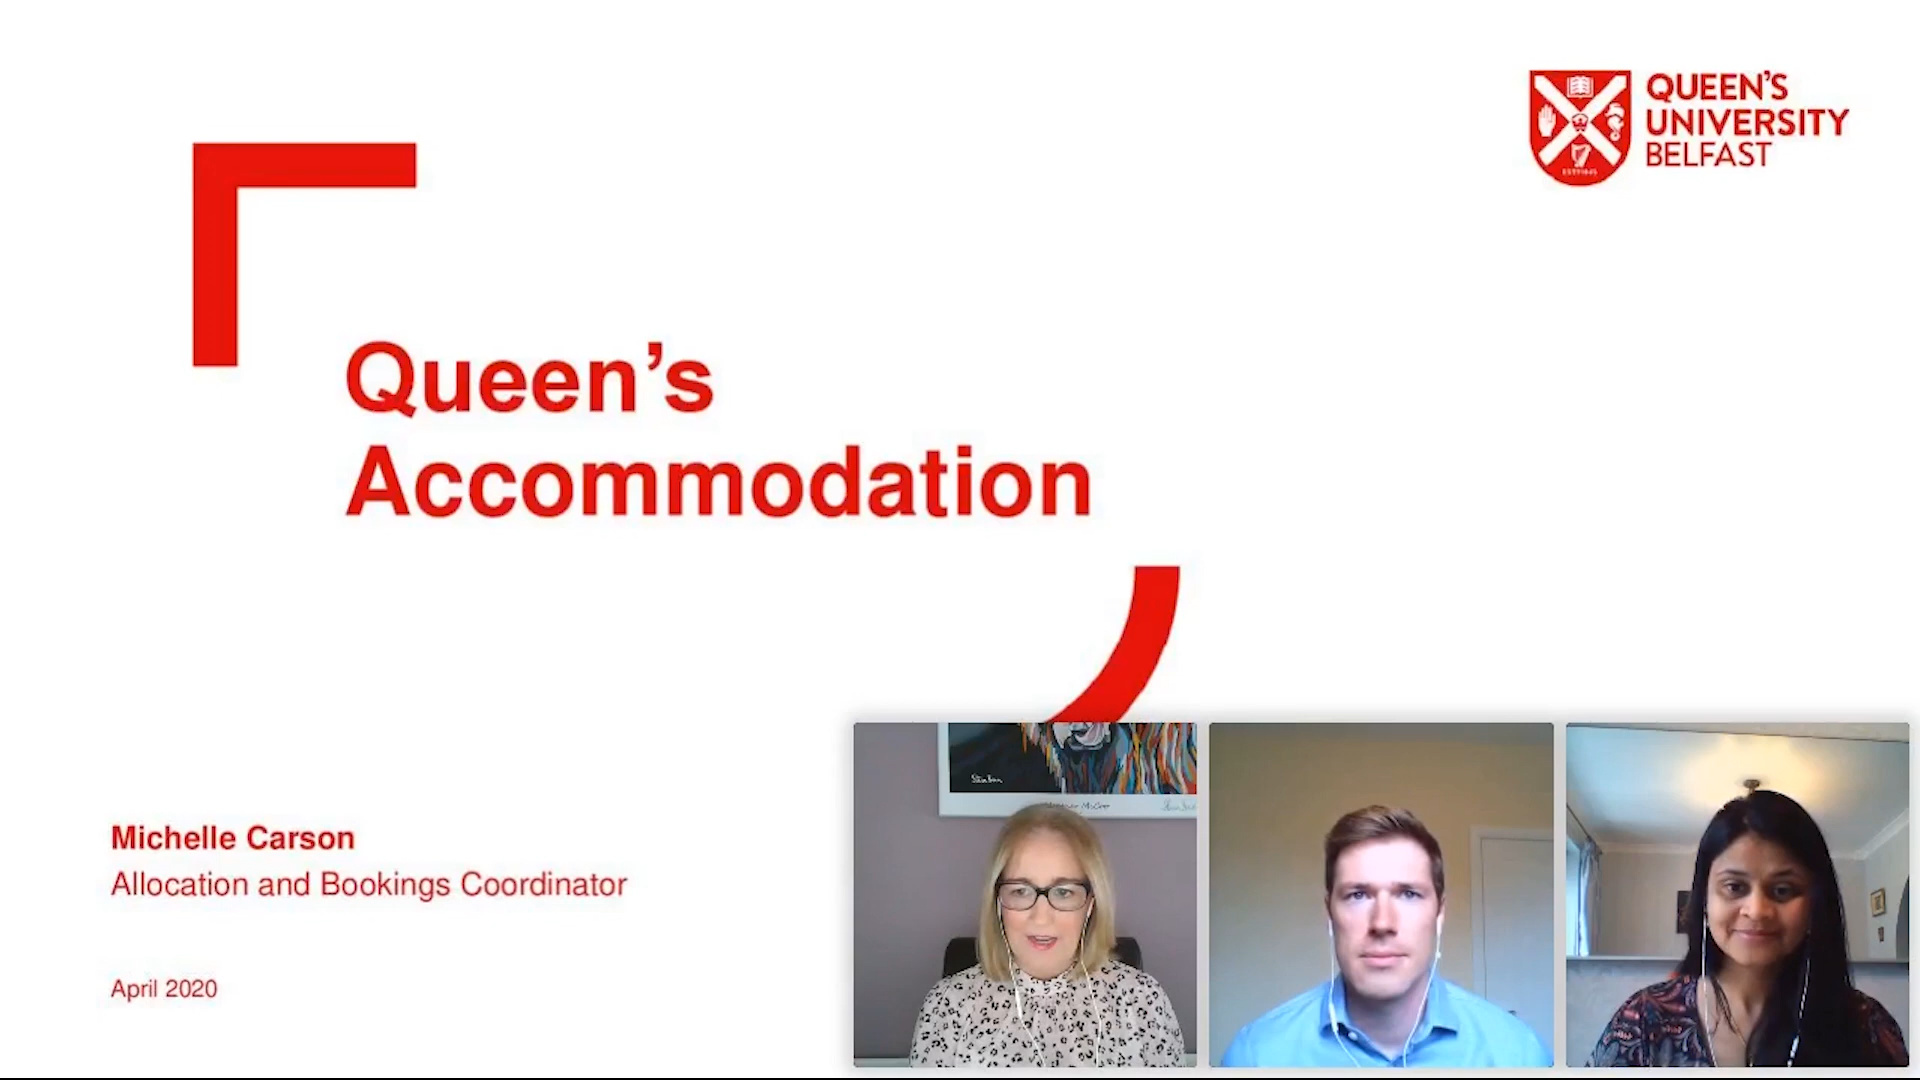 QUEEN'S
UNIVERSITY
BELFAST
Queen’s
Accommodation
Michelle Carson
Allocation and Bookings Coordinator
April 2020